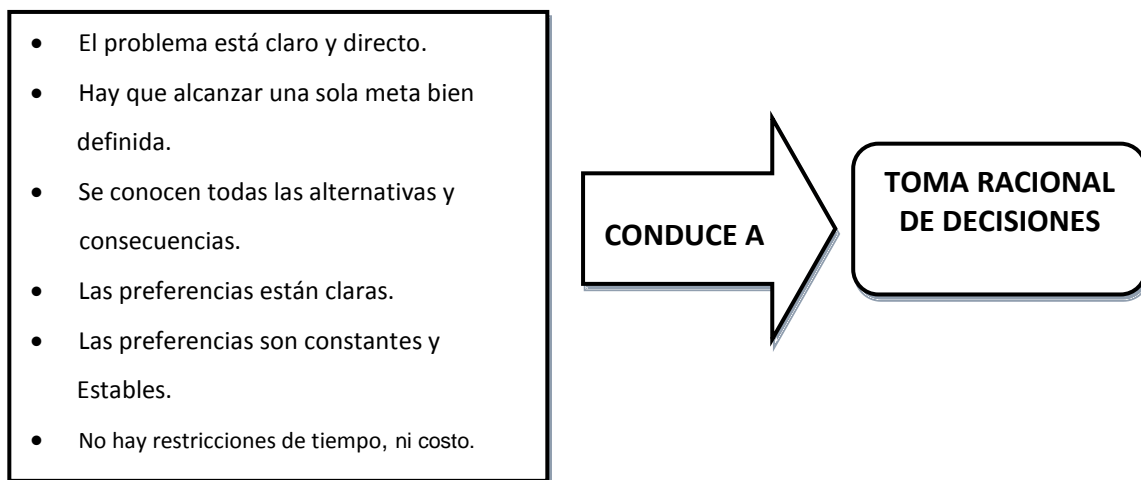 • El problema está claro y directo.
• Hay que alcanzar una sola meta bien
definida.
• Se conocen todas las alternativas y
consecuencias.
• Las preferencias están claras.
• Las preferencias son constantes y
Estables.
• No hay restricciones de tiempo, ni costo.
CONDUCE A
TOMA RACIONAL
DE DECISIONES